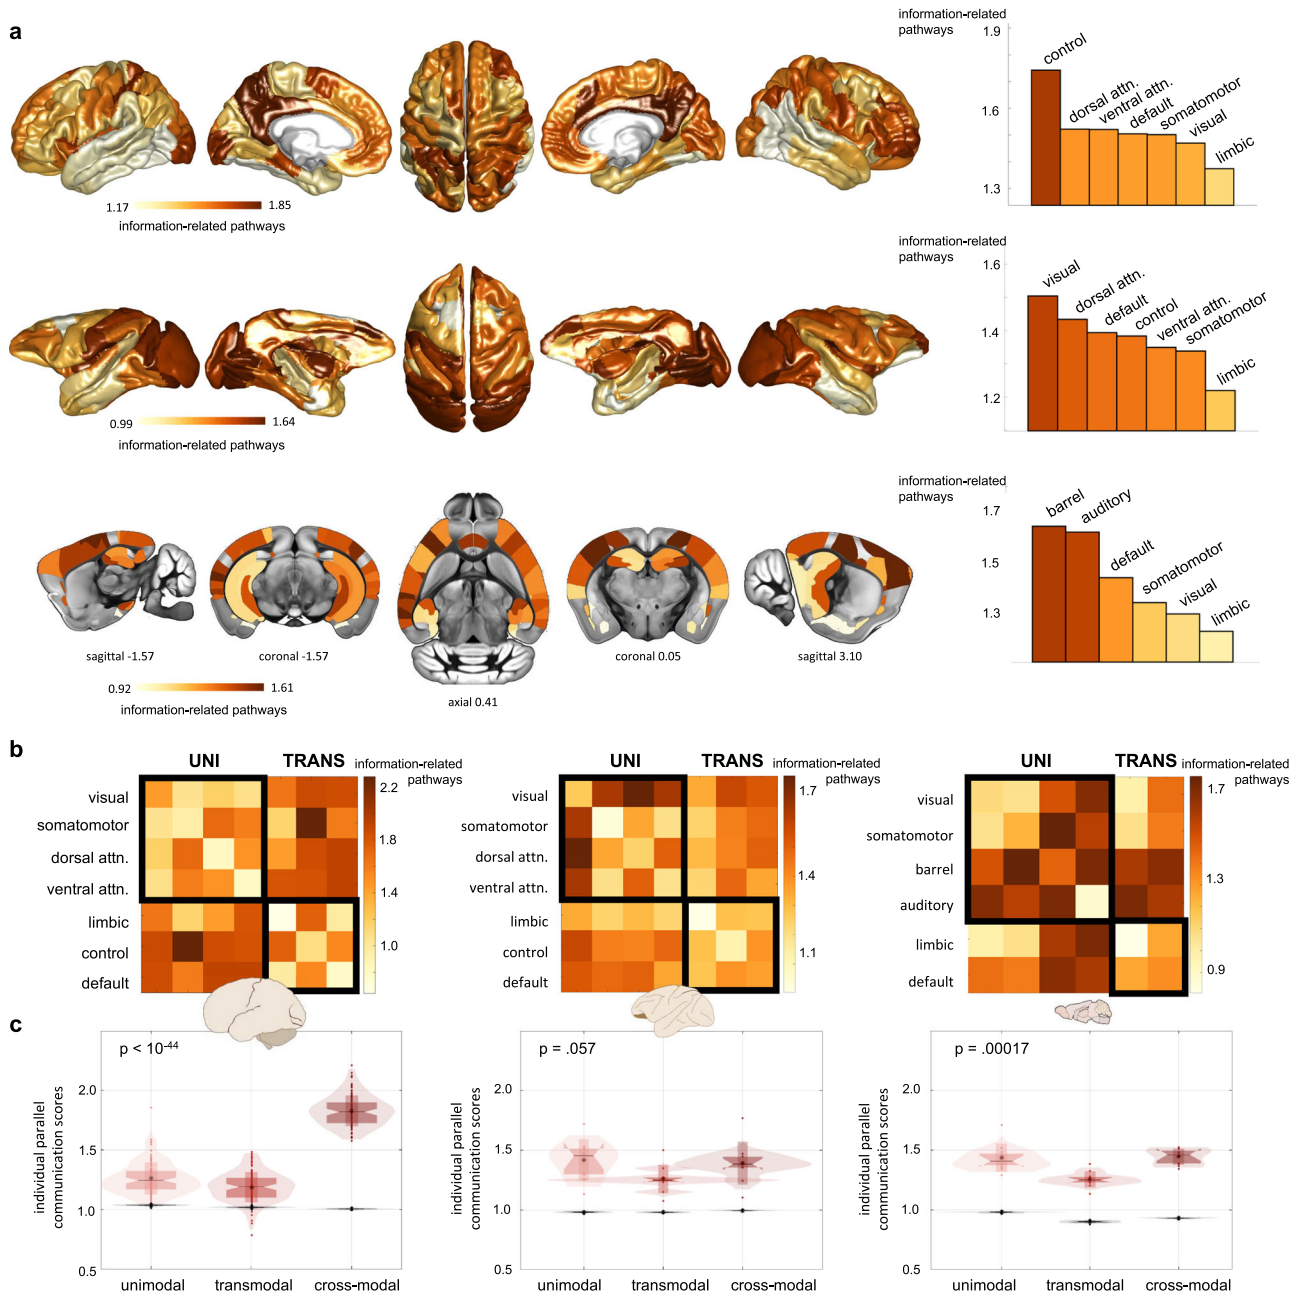 a
information-related
pathways
1.9
1.6
1.3
control
dorsal attn.
ventral attn.
default
somatomotor
visual
limbic
1.17
1.85
information-related pathways
information-related
pathways
1.6
1.4
1.2
visual
dorsal attn.
default
control
ventral attn.
somatomotor
limbic
0.99
1.64
information-related pathways
information-related
pathways
1.7
1.5
1.3
barrel
auditory
default
somatomotor
visual
limbic
sagittal -1.57
coronal -1.57
axial 0.41
coronal 0.05
sagittal 3.10
0.92
1.61
information-related pathways
b
UNI
TRANS
information-related
pathways
visual
somatomotor
dorsal attn.
ventral attn.
limbic
control
default
2.2
1.8
1.4
1.0
UNI
TRANS
information-related
pathways
visual
somatomotor
dorsal attn.
ventral attn.
limbic
control
default
1.7
1.4
1.1
UNI
TRANS
information-related
pathways
visual
somatomotor
barrel
auditory
limbic
default
1.7
1.3
0.9
c
individual parallel
communication scores
p < 10-44
2.0
1.5
1.0
0.5
unimodal
transmodal
cross-modal
individual parallel
communication scores
p = .057
2.0
1.5
1.0
0.5
unimodal
transmodal
cross-modal
individual parallel
communication scores
p = .00017
2.0
1.5
1.0
0.5
unimodal
transmodal
cross-modal